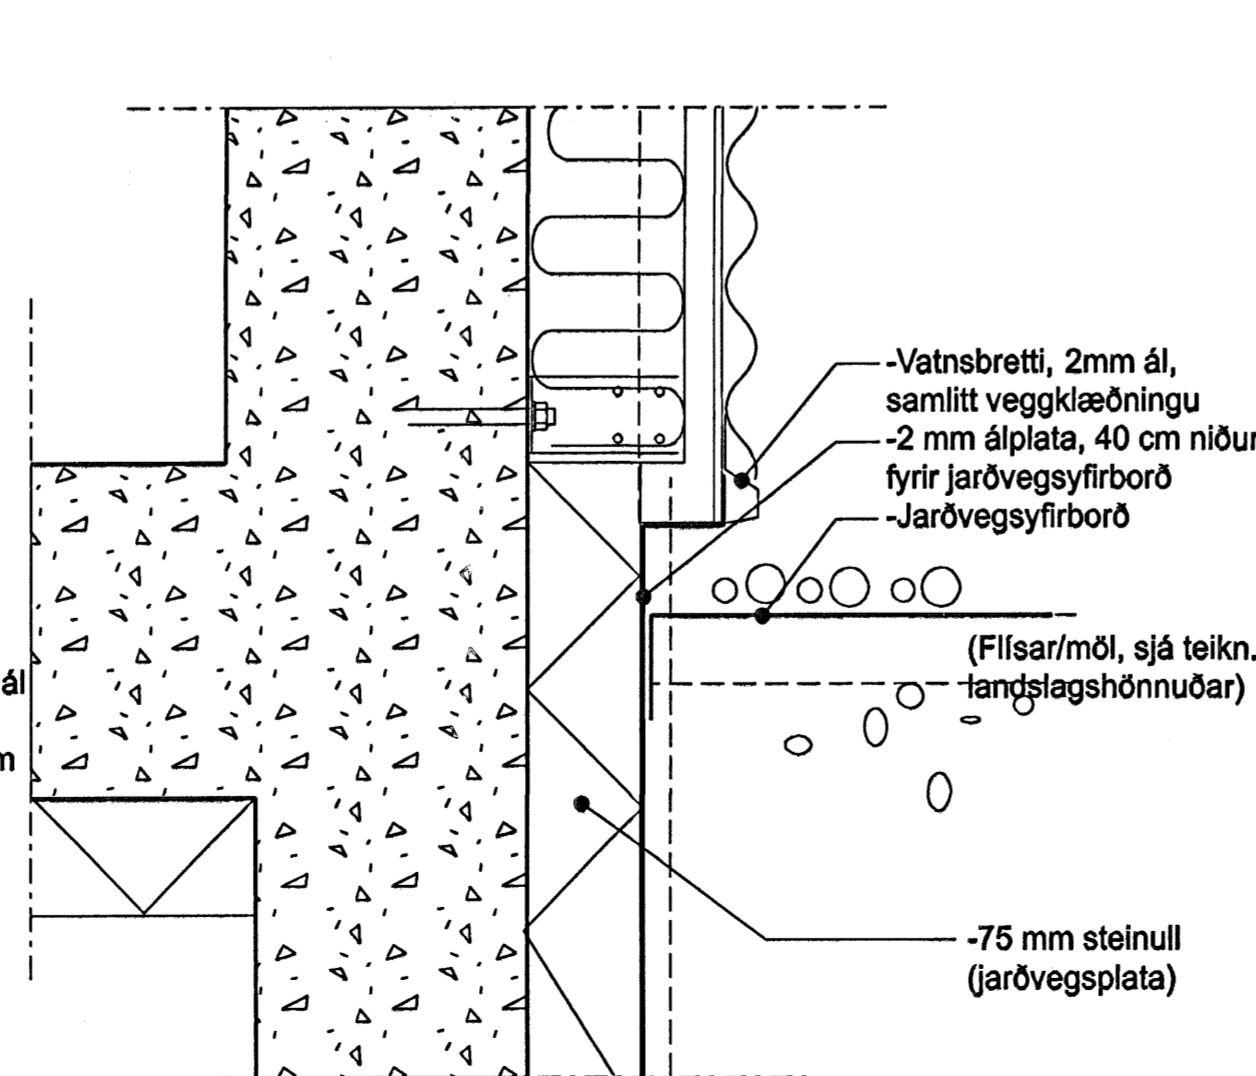 -Vatnsbretti, 2mm ál,
samlitt veggklæðningu
-2 mm álplata, 40 cm niður
fyrir jarðvegsyfirborð
-Jarðvegsyfirborð
(Flísar/möl, sjá teikn.
landslagshönnuðar)
ál
m
-75 mm steinull
(jarðvegsplata)